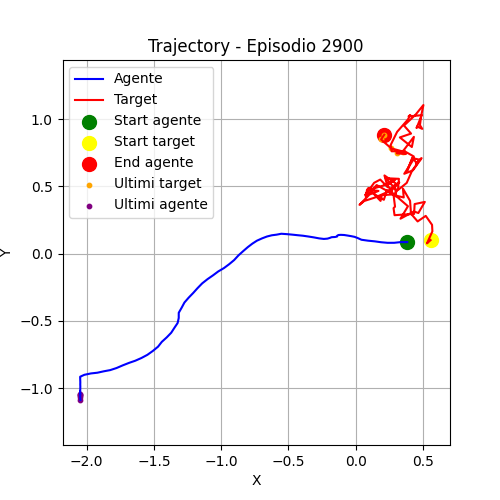 Trajectory - Episodio 2900
Agente
Target
Start agente
Start target
End agente
Ultimi target
Ultimi agente
1.0
0.5
0.0
−0.5
−1.0
Y
−2.0 −1.5 −1.0 −0.5 0.0 0.5
X